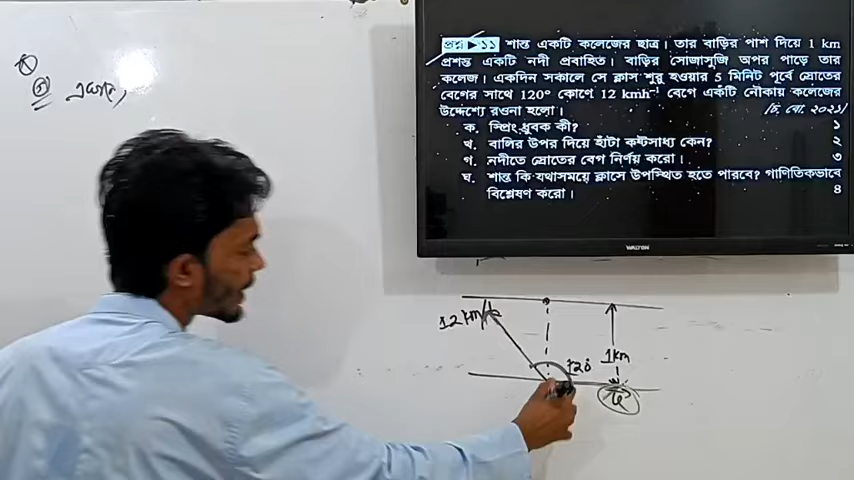 প্রশ্ন ▶ ১১ শান্ত একটি কলেজের ছাত্র। তার বাড়ির পাশ দিয়ে 1 km
প্রশস্ত একটি নদী প্রবাহিত। বাড়ির সোজাসুজি অপর পাড়ে তার
কলেজ। একদিন সকালে সে ক্লাস শুরু হওয়ার 5 মিনিট পূর্বে স্রোতের
বেগের সাথে 120° কোণে 12 kmh⁻¹ বেগে একটি নৌকায় কলেজের
উদ্দেশ্যে রওনা হলো।
[চ. বো. ২০২১]
ক. স্প্রিং ধ্রুবক কী? ১
খ. বালির উপর দিয়ে হাঁটা কষ্টসাধ্য কেন? ২
গ. নদীতে স্রোতের বেগ নির্ণয় করো। ৩
ঘ. শান্ত কি যথাসময়ে ক্লাসে উপস্থিত হতে পারবে? গাণিতিকভাবে
বিশ্লেষণ করো। ৪
WALTON
গ এখানে,
12 km/h
120°
1km